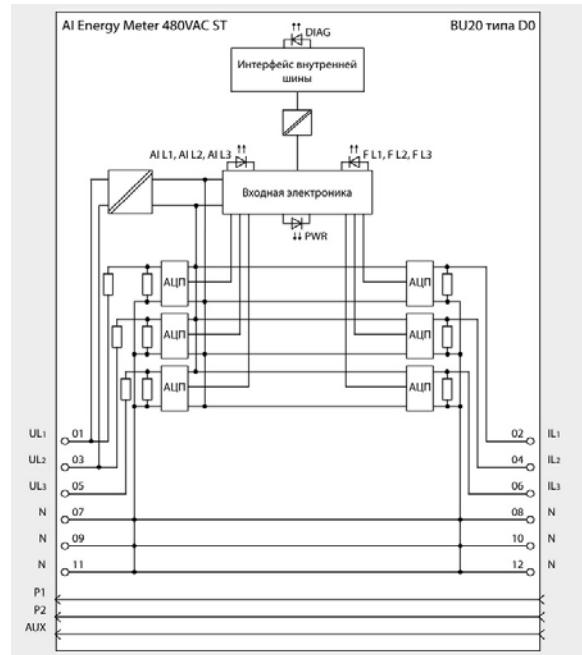 AI Energy Meter 480VAC ST BU20 типа D0
DIAG
Интерфейс внутренней
шины
AI L1, AI L2, AI L3 F L1, F L2, F L3
Входная электроника
PWR
АЦП АЦП
АЦП АЦП
АЦП АЦП
UL1 01 02 IL1
UL2 03 04 IL2
UL3 05 06 IL3
N 07 08 N
N 09 10 N
N 11 12 N
P1
P2
AUX